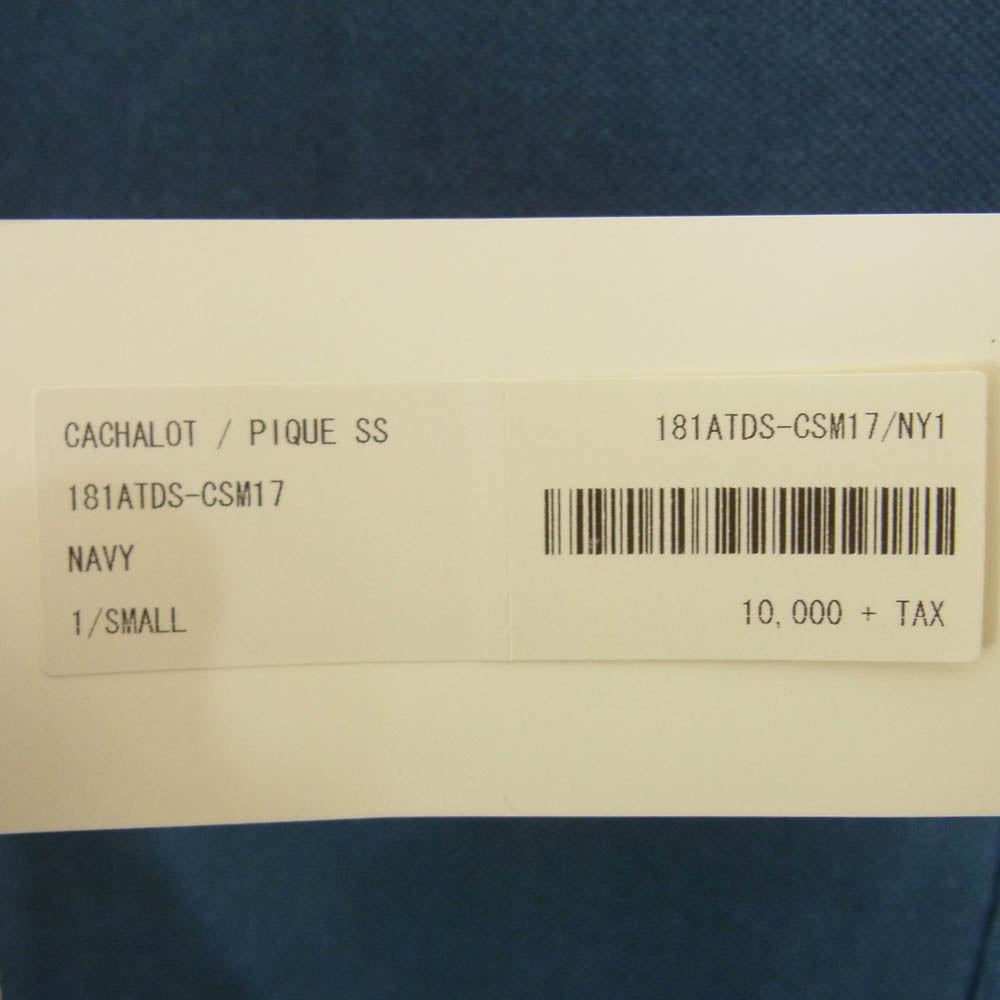 CACHALOT / PIQUE SS
181ATDS-CSM17
NAVY
1/SMALL
181ATDS-CSM17/NY1
10,000 + TAX